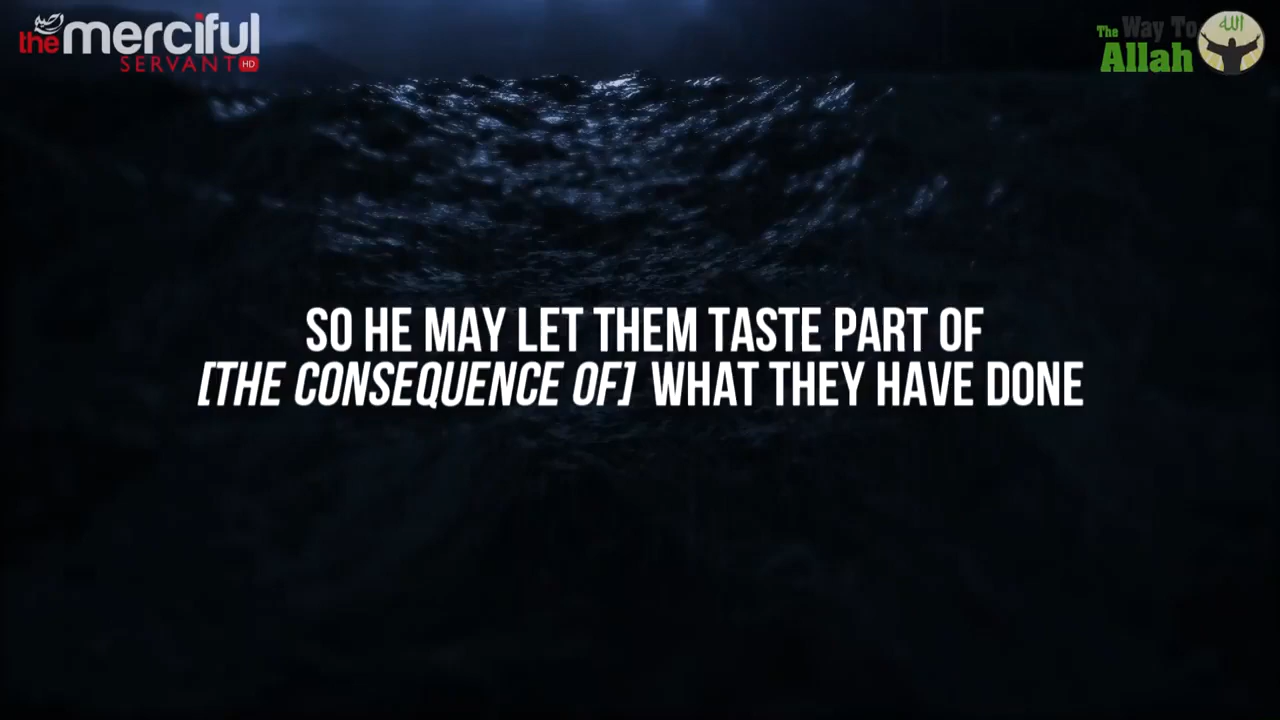 the merciful
SERVANT HD
The Way To
Allah
الله
SO HE MAY LET THEM TASTE PART OF
[THE CONSEQUENCE OF] WHAT THEY HAVE DONE